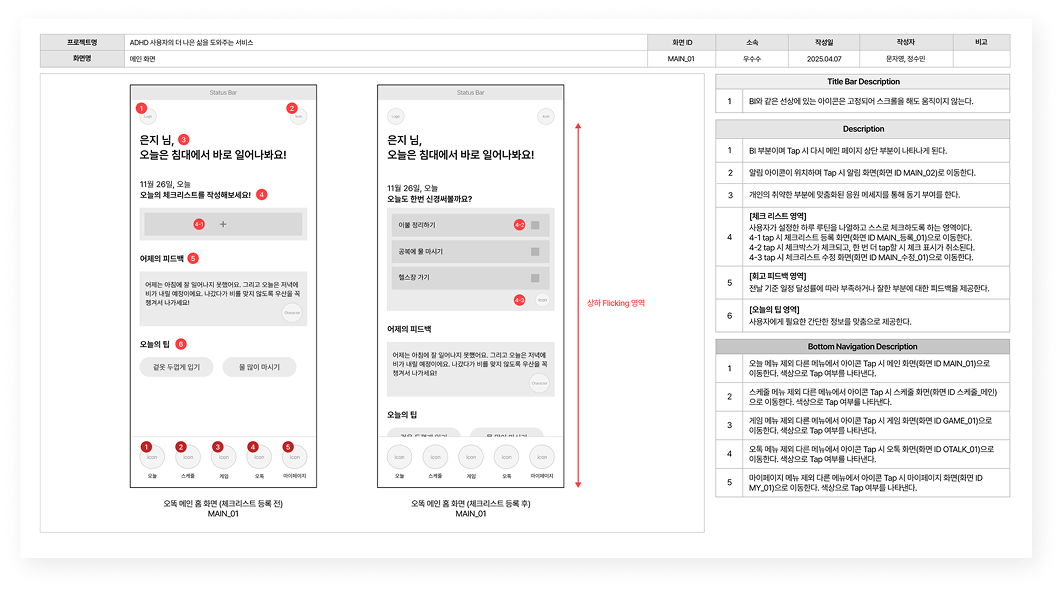 프로젝트명
ADHD 사용자의 더 나은 삶을 도와주는 서비스
화면 ID
소속
작성일
작성자
비고
화면명
메인 화면
MAIN_01
우수수
2025.04.07
문자영, 정수민
Status Bar
1
Logo
2
Icon
은지 님,
3
오늘은 침대에서 바로 일어나봐요!
11월 26일, 오늘
오늘의 체크리스트를 작성해보세요!
4
4-1
+
어제의 피드백
5
어제는 아침에 잘 일어나지 못했어요. 그리고 오늘은 저녁에
비가 내릴 예정이에요. 나갔다가 비를 맞지 않도록 우산을 꼭
챙겨서 나가세요!
Character
오늘의 팁
6
겉옷 두껍게 입기
물 많이 마시기
1
2
3
4
5
icon
icon
icon
icon
icon
오늘
스케줄
게임
오톡
마이페이지
오똑 메인 홈 화면 (체크리스트 등록 전)
MAIN_01
Status Bar
Logo
Icon
은지 님,
오늘은 침대에서 바로 일어나봐요!
11월 26일, 오늘
오늘도 한번 신경써볼까요?
이불 정리하기
4-2
공복에 물 마시기
헬스장 가기
4-3
Icon
어제의 피드백
어제는 아침에 잘 일어나지 못했어요. 그리고 오늘은 저녁에
비가 내릴 예정이에요. 나갔다가 비를 맞지 않도록 우산을 꼭
챙겨서 나가세요!
Character
오늘의 팁
겉옷 두껍게 입기
물 많이 마시기
icon
icon
icon
icon
icon
오늘
스케줄
게임
오톡
마이페이지
오똑 메인 홈 화면 (체크리스트 등록 후)
MAIN_01
상하 Flicking 영역
Title Bar Description
1
BI와 같은 선상에 있는 아이콘은 고정되어 스크롤을 해도 움직이지 않는다.
Description
1
BI 부분이며 Tap 시 다시 메인 페이지 상단 부분이 나타나게 된다.
2
알림 아이콘이 위치하며 Tap 시 알림 화면(화면 ID MAIN_02)로 이동한다.
3
개인의 취약한 부분에 맞춤화된 응원 메세지를 통해 동기 부여를 한다.
4
[체크 리스트 영역]
사용자가 설정한 하루 루틴을 나열하고 스스로 체크하도록 하는 영역이다.
4-1 tap 시 체크리스트 등록 화면(화면 ID MAIN_등록_01)으로 이동한다.
4-2 tap 시 체크박스가 체크되고, 한 번 더 tap할 시 체크 표시가 취소된다.
4-3 tap 시 체크리스트 수정 화면(화면 ID MAIN_수정_01)으로 이동한다.
5
[회고 피드백 영역]
전날 기준 일정 달성률에 따라 부족하거나 잘한 부분에 대한 피드백을 제공한다.
6
[오늘의 팁 영역]
사용자에게 필요한 간단한 정보를 맞춤으로 제공한다.
Bottom Navigation Description
1
오늘 메뉴 제외 다른 메뉴에서 아이콘 Tap 시 메인 화면(화면 ID MAIN_01)으로
이동한다. 색상으로 Tap 여부를 나타낸다.
2
스케줄 메뉴 제외 다른 메뉴에서 아이콘 Tap 시 스케줄 화면(화면 ID 스케줄_메인)
으로 이동한다. 색상으로 Tap 여부를 나타낸다.
3
게임 메뉴 제외 다른 메뉴에서 아이콘 Tap 시 게임 화면(화면 ID GAME_01)으로
이동한다. 색상으로 Tap 여부를 나타낸다.
4
오톡 메뉴 제외 다른 메뉴에서 아이콘 Tap 시 오톡 화면(화면 ID OTALK_01)으로
이동한다. 색상으로 Tap 여부를 나타낸다.
5
마이페이지 메뉴 제외 다른 메뉴에서 아이콘 Tap 시 마이페이지 화면(화면 ID
MY_01)으로 이동한다. 색상으로 Tap 여부를 나타낸다.